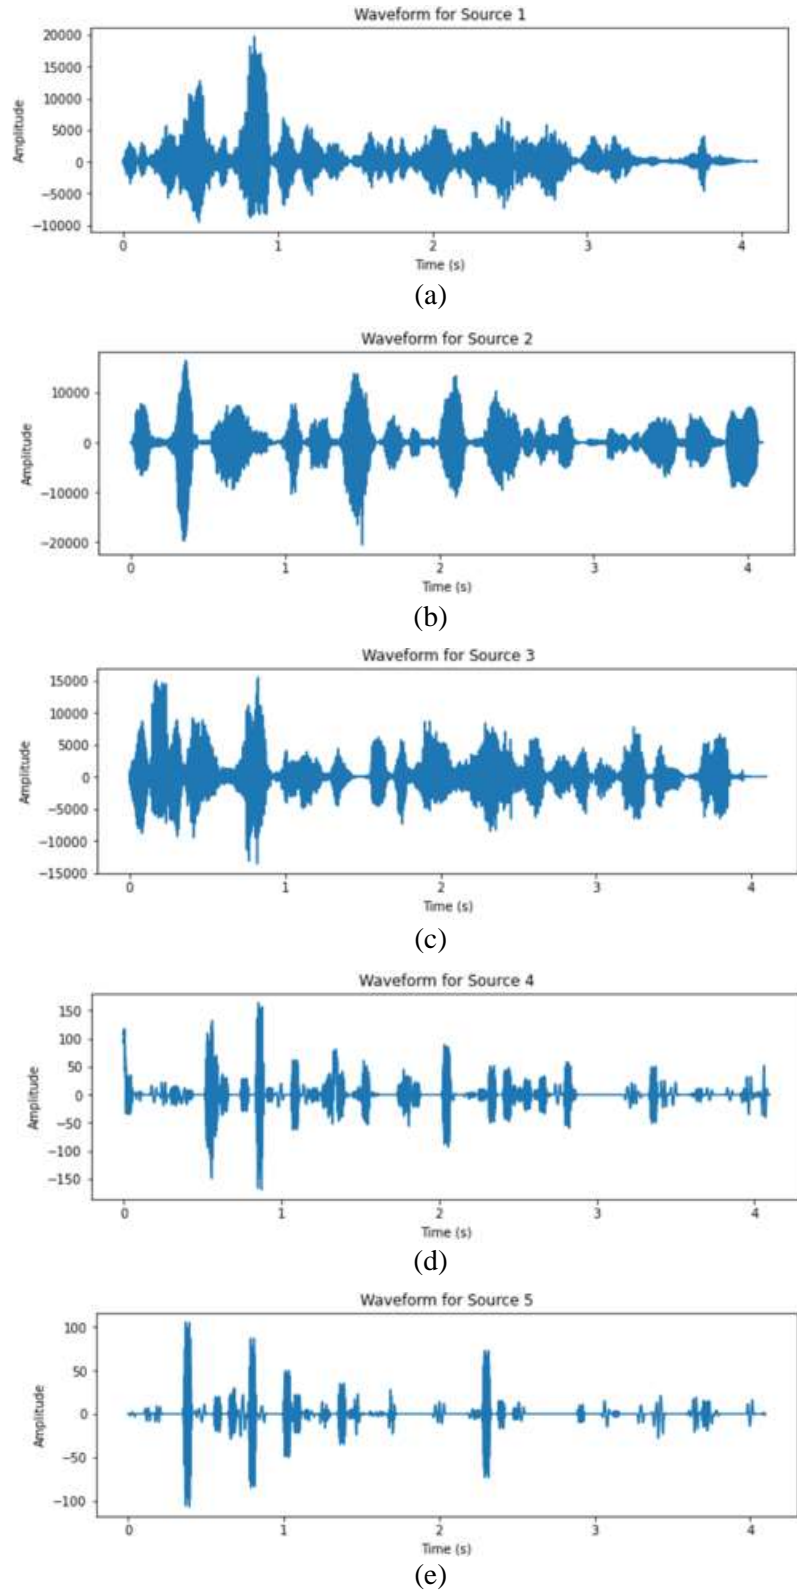 Waveform for Source 1
20000
15000
10000
5000
0
−5000
−10000
Amplitude
0 1 2 3 4
Time (s)
(a)
Waveform for Source 2
10000
0
−10000
−20000
Amplitude
0 1 2 3 4
Time (s)
(b)
Waveform for Source 3
15000
10000
5000
0
−5000
−10000
−15000
Amplitude
0 1 2 3 4
Time (s)
(c)
Waveform for Source 4
150
100
50
0
−50
−100
−150
Amplitude
0 1 2 3 4
Time (s)
(d)
Waveform for Source 5
100
50
0
−50
−100
Amplitude
0 1 2 3 4
Time (s)
(e)